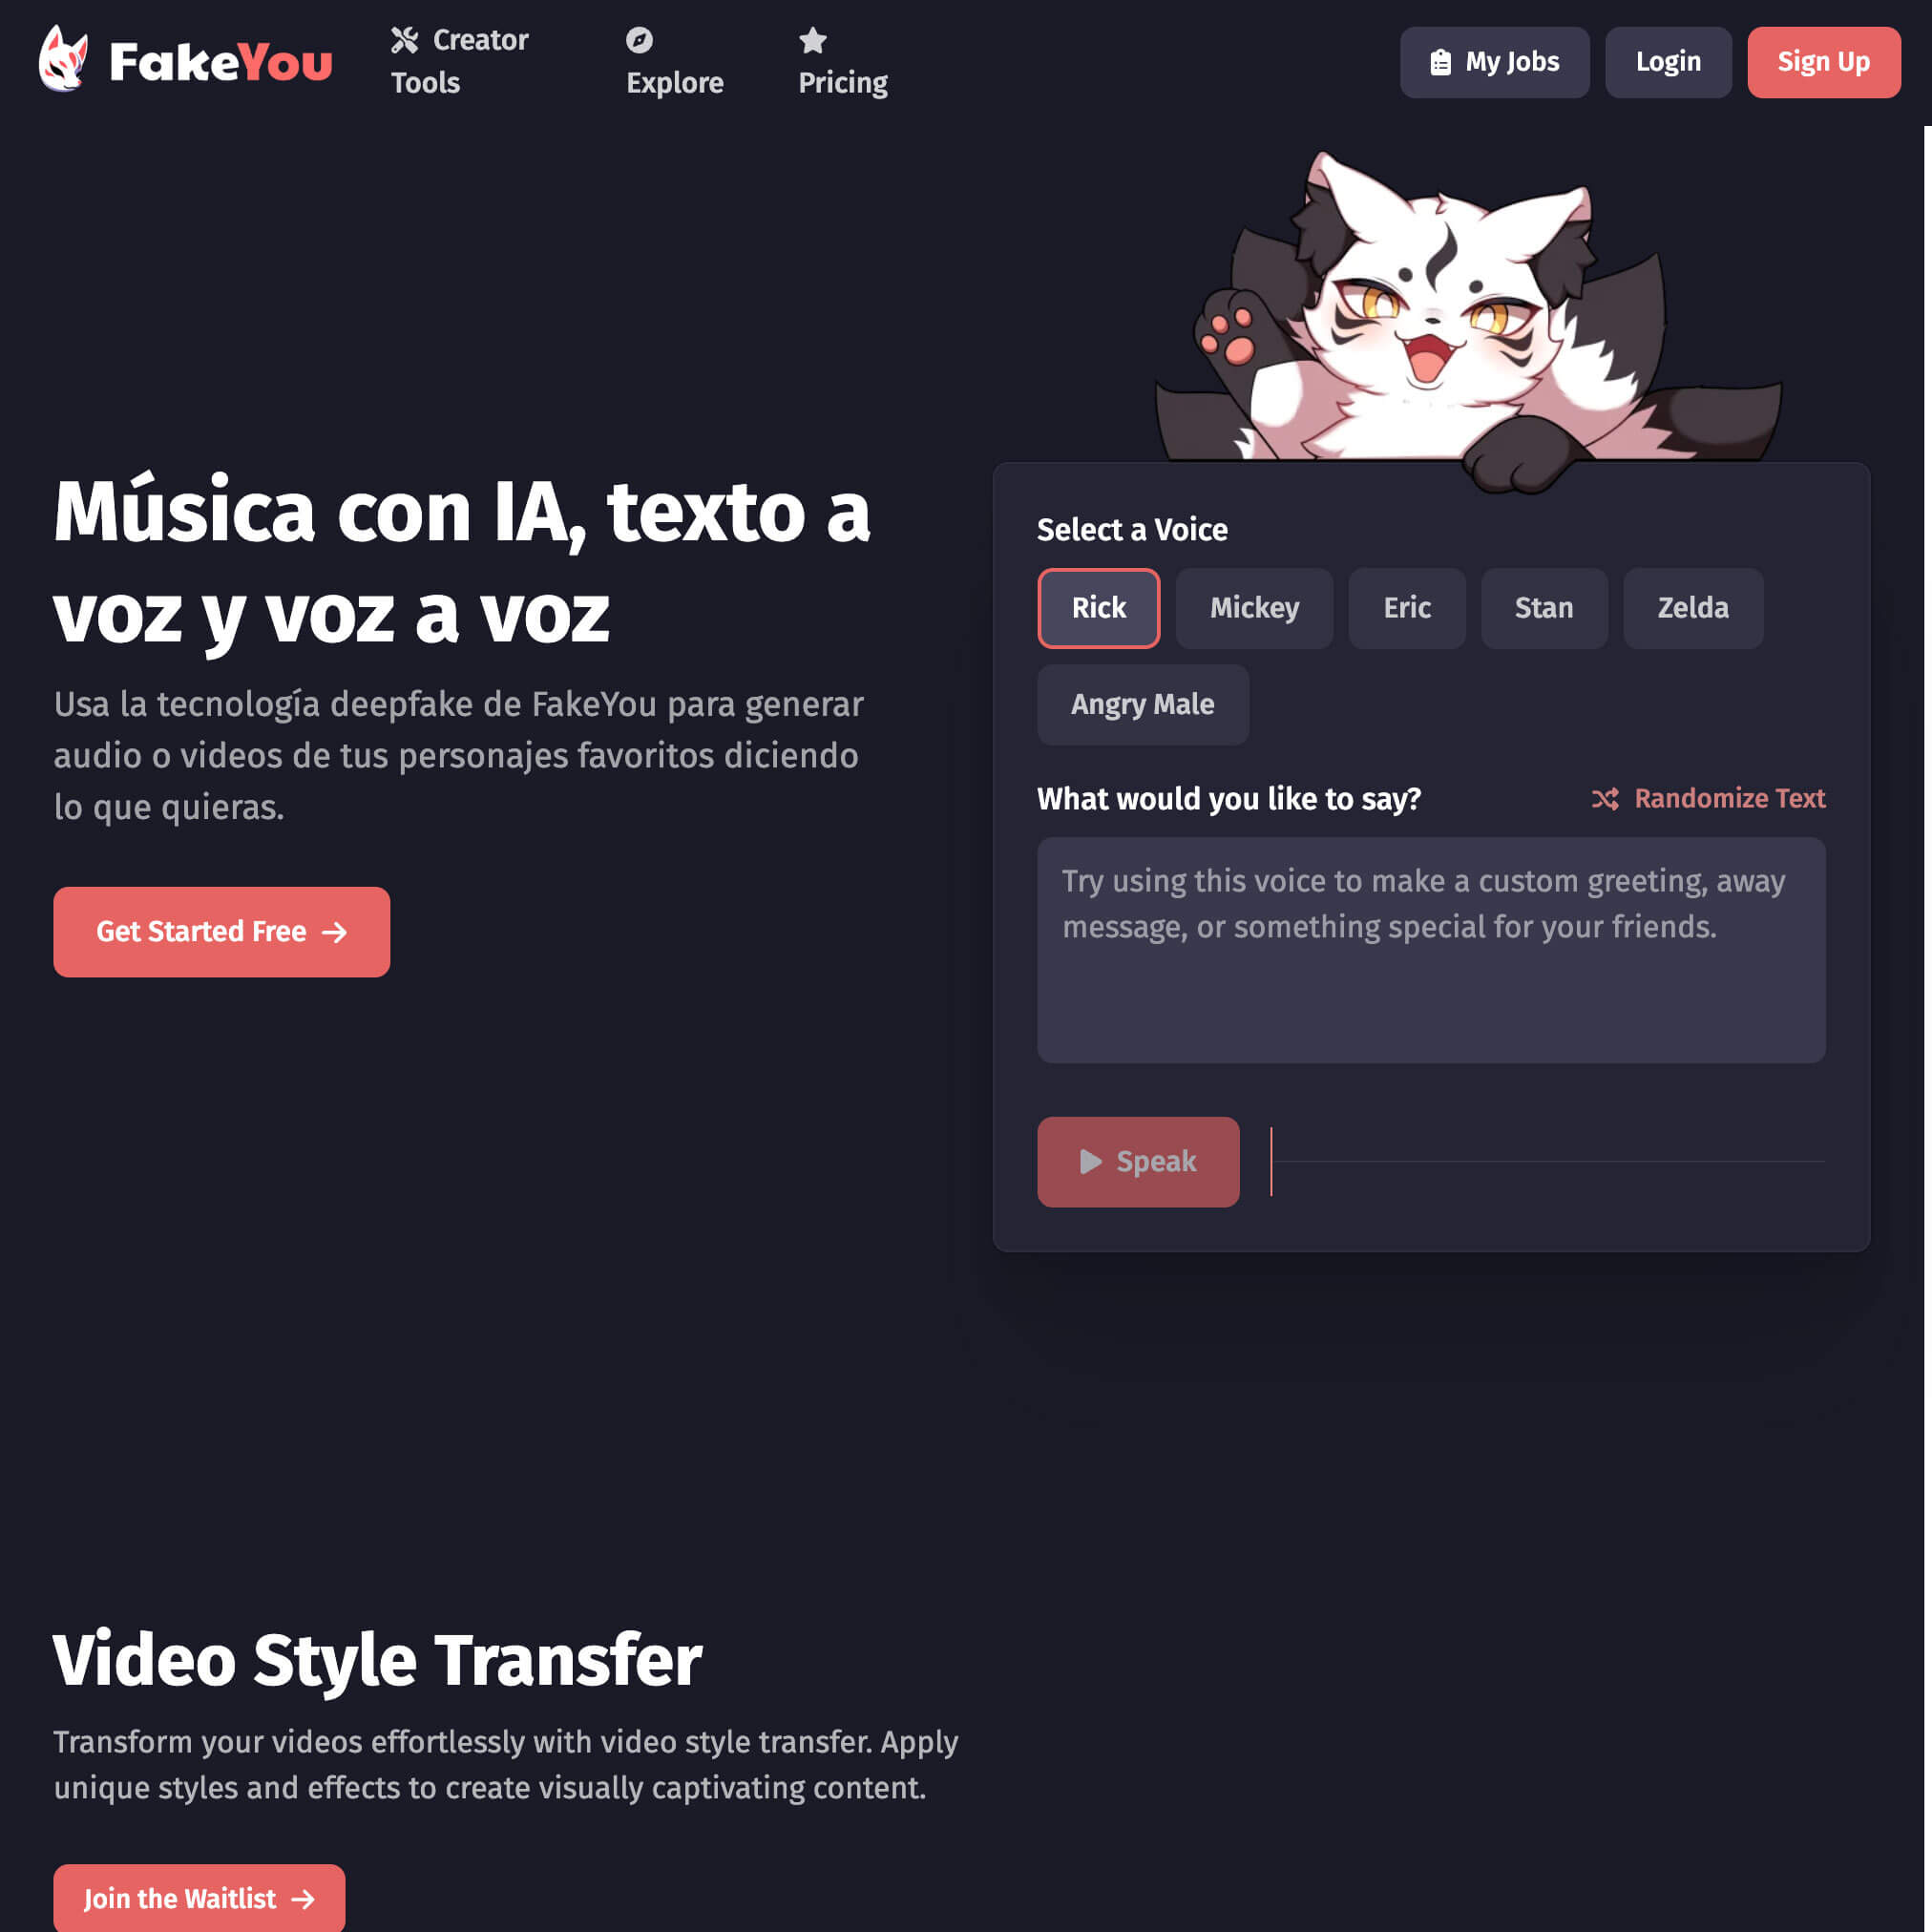 FakeYou
Creator
Tools
Explore
Pricing
My Jobs
Login
Sign Up
Música con IA, texto a
voz y voz a voz
Usa la tecnología deepfake de FakeYou para generar
audio o videos de tus personajes favoritos diciendo
lo que quieras.
Get Started Free
Select a Voice
Rick
Mickey
Eric
Stan
Zelda
Angry Male
What would you like to say?
Randomize Text
Try using this voice to make a custom greeting, away
message, or something special for your friends.
Speak
Video Style Transfer
Transform your videos effortlessly with video style transfer. Apply
unique styles and effects to create visually captivating content.
Join the Waitlist